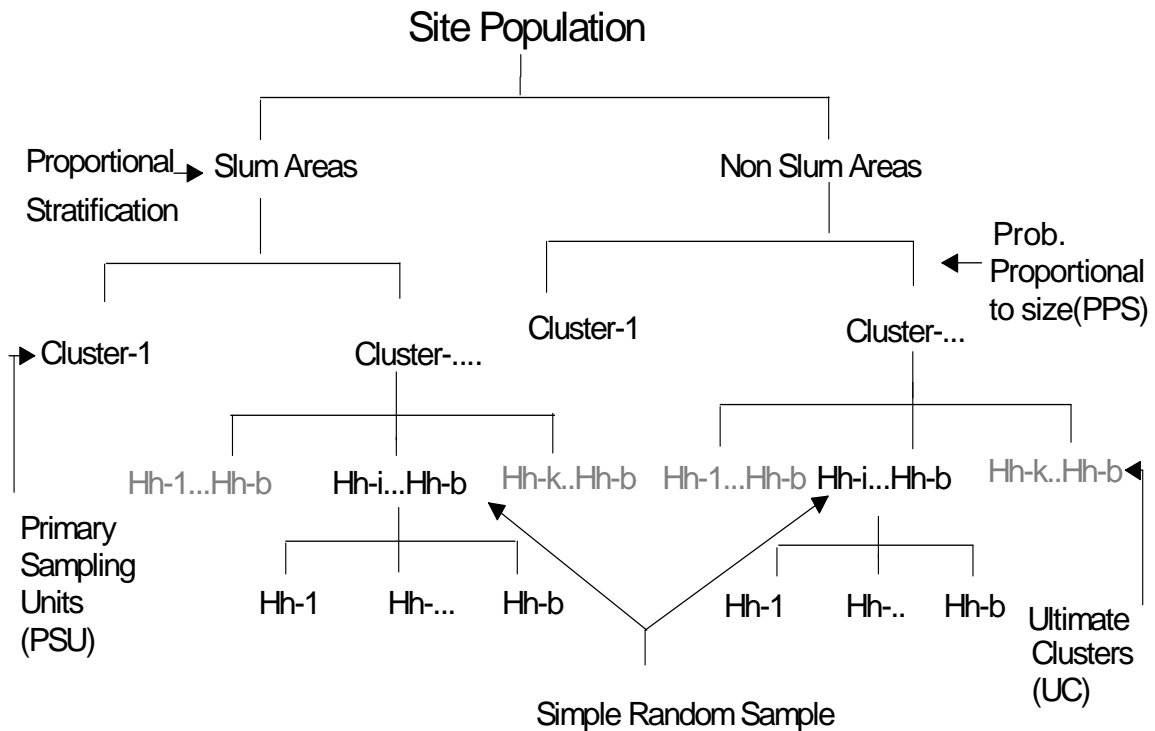 Site Population
Proportional
Stratification
Slum Areas
Non Slum Areas
Prob.
Proportional
to size(PPS)
Cluster-1
Cluster-....
Cluster-1
Cluster-...
Hh-1...Hh-b
Hh-i...Hh-b
Hh-k..Hh-b
Hh-1...Hh-b
Hh-i...Hh-b
Hh-k..Hh-b
Primary
Sampling
Units
(PSU)
Hh-1
Hh-...
Hh-b
Hh-1
Hh-..
Hh-b
Ultimate
Clusters
(UC)
Simple Random Sample